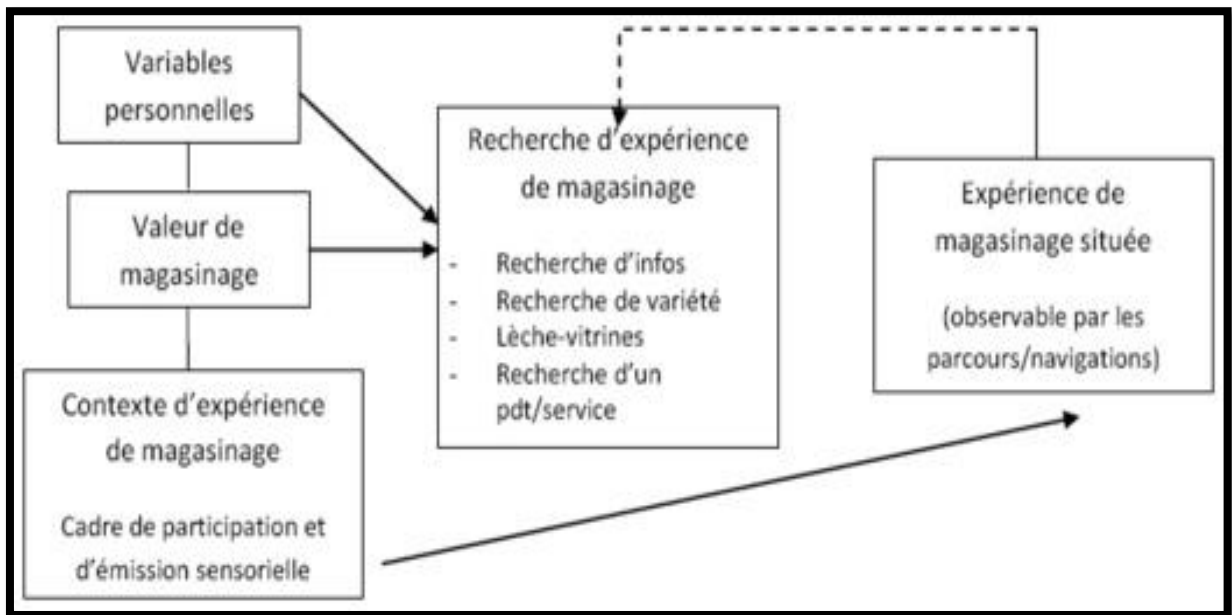 Variables
personnelles
Valeur de
magasinage
Contexte d'expérience
de magasinage
Cadre de participation et
d'émission sensorielle
Recherche d'expérience
de magasinage
- Recherche d'infos
- Recherche de variété
- Lèche-vitrines
- Recherche d'un
pdt/service
Expérience de
magasinage située
(observable par les
parcours/navigations)